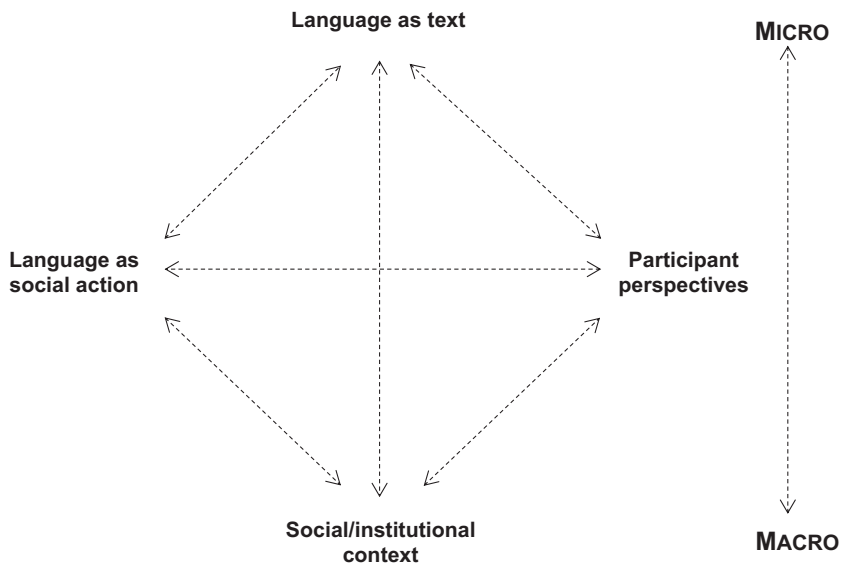 Language as text
MICRO
Language as
social action
Participant
perspectives
Social/institutional
context
MACRO